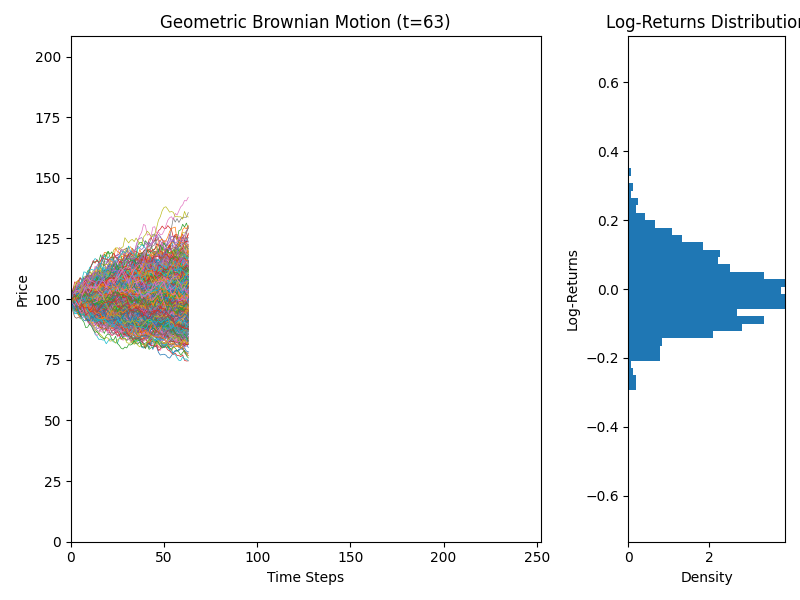 Geometric Brownian Motion (t=63)
Price
200
175
150
125
100
75
50
25
0
0 50 100 150 200 250
Time Steps
Log-Returns Distribution
Log-Returns
0.6
0.4
0.2
0.0
−0.2
−0.4
−0.6
0 2
Density